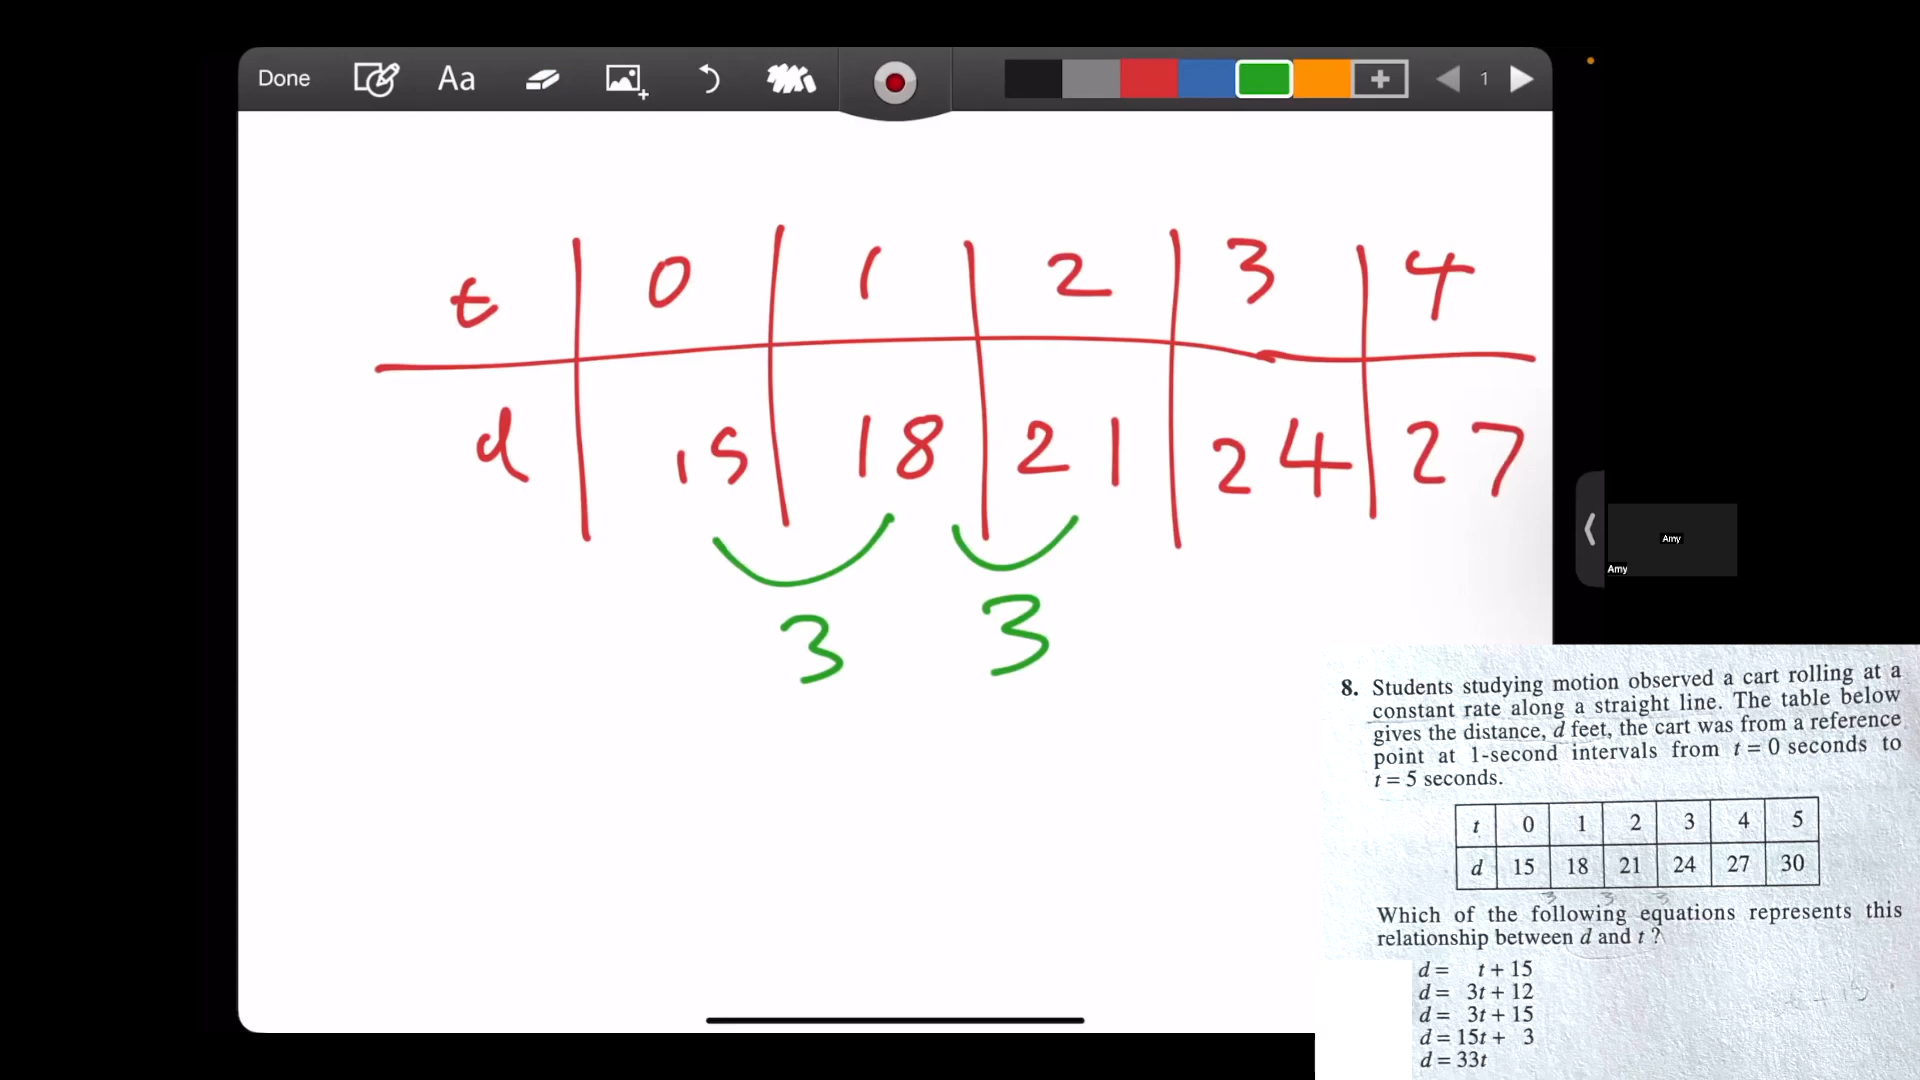 Done Aa 1
t 0 1 2 3 4
d 15 18 21 24 27
3 3
Amy
Amy
8. Students studying motion observed a cart rolling at a
constant rate along a straight line. The table below
gives the distance, d feet, the cart was from a reference
point at 1-second intervals from t = 0 seconds to
t = 5 seconds.
t 0 1 2 3 4 5
d 15 18 21 24 27 30
3 3 3
Which of the following equations represents this
relationship between d and t ?
d = t + 15
d = 3t + 12
d = 3t + 15
d = 15t + 3
d = 33t